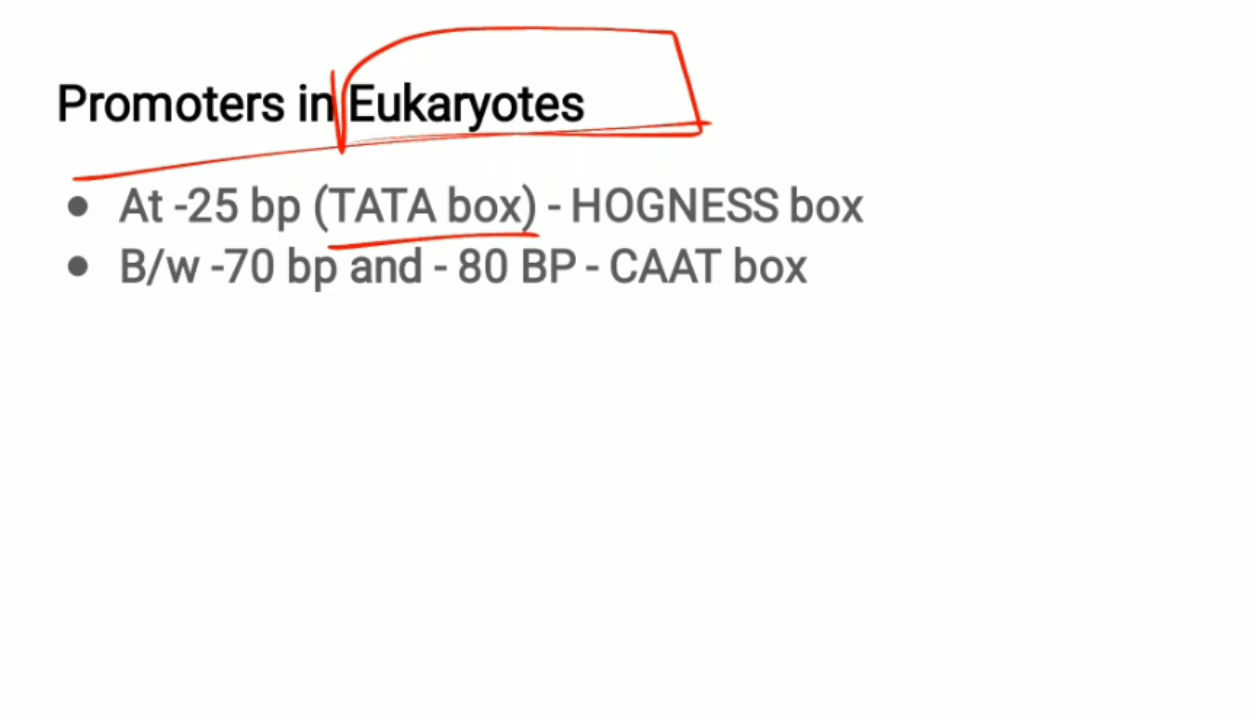 Promoters in Eukaryotes
● At -25 bp (TATA box) - HOGNESS box
● B/w -70 bp and - 80 BP - CAAT box